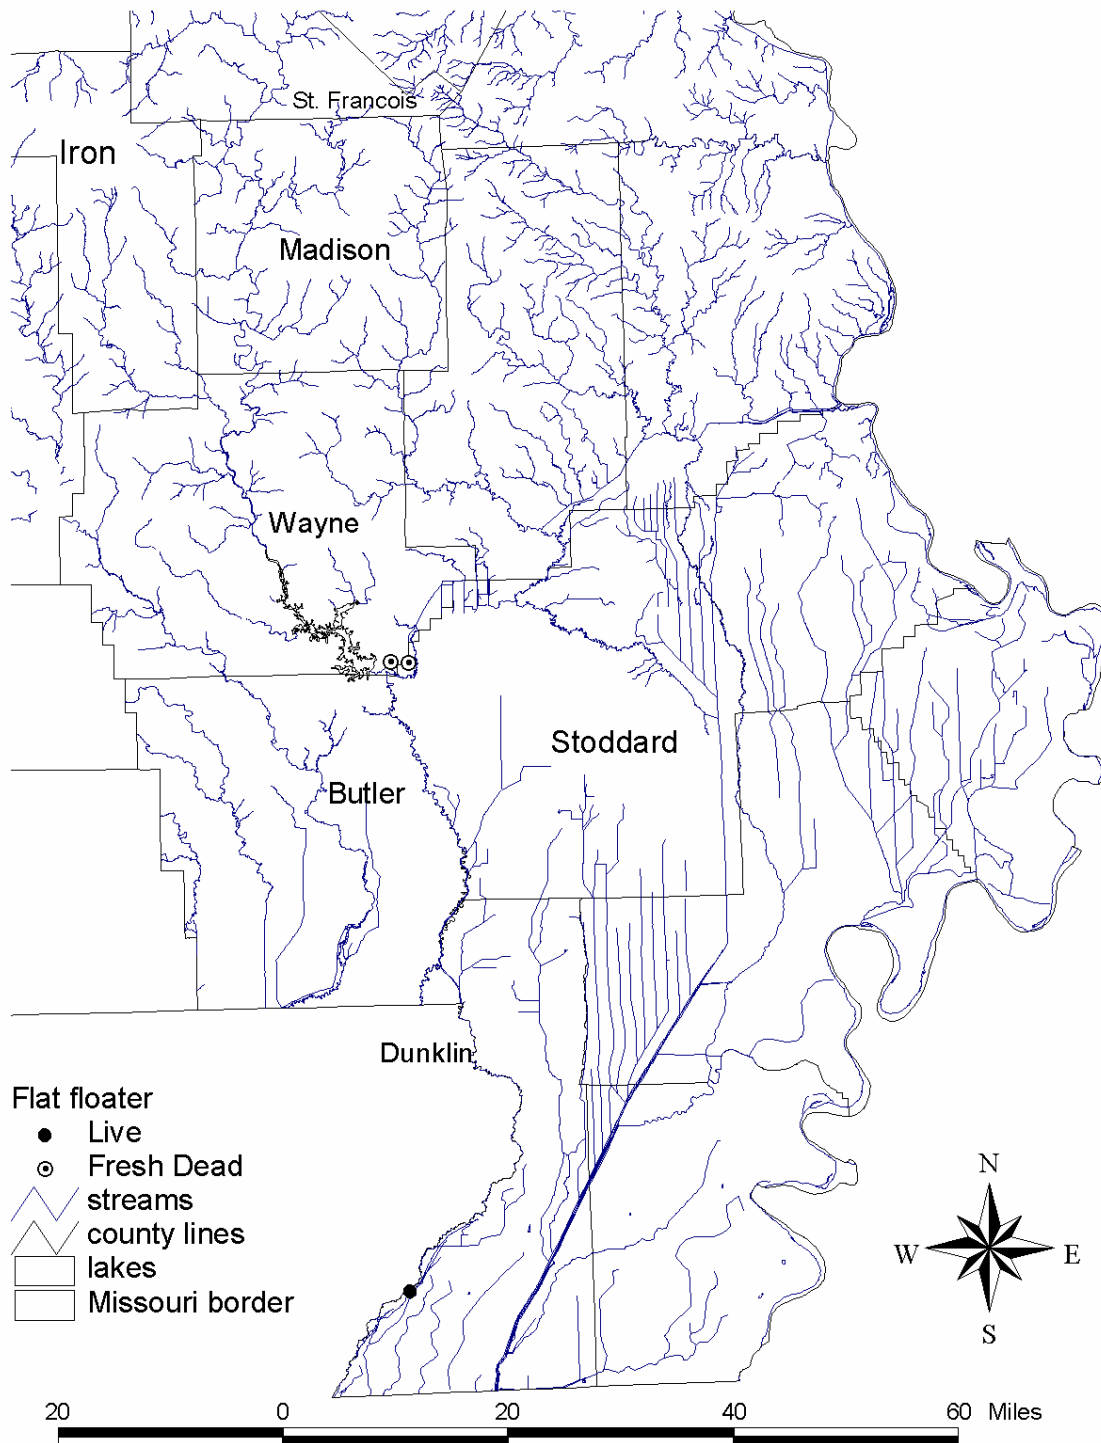 St. Francois
Iron
Madison
Wayne
Stoddard
Butler
Dunklin
Flat floater
Live
Fresh Dead
streams
county lines
lakes
Missouri border
N
W E
S
20 0 20 40 60 Miles